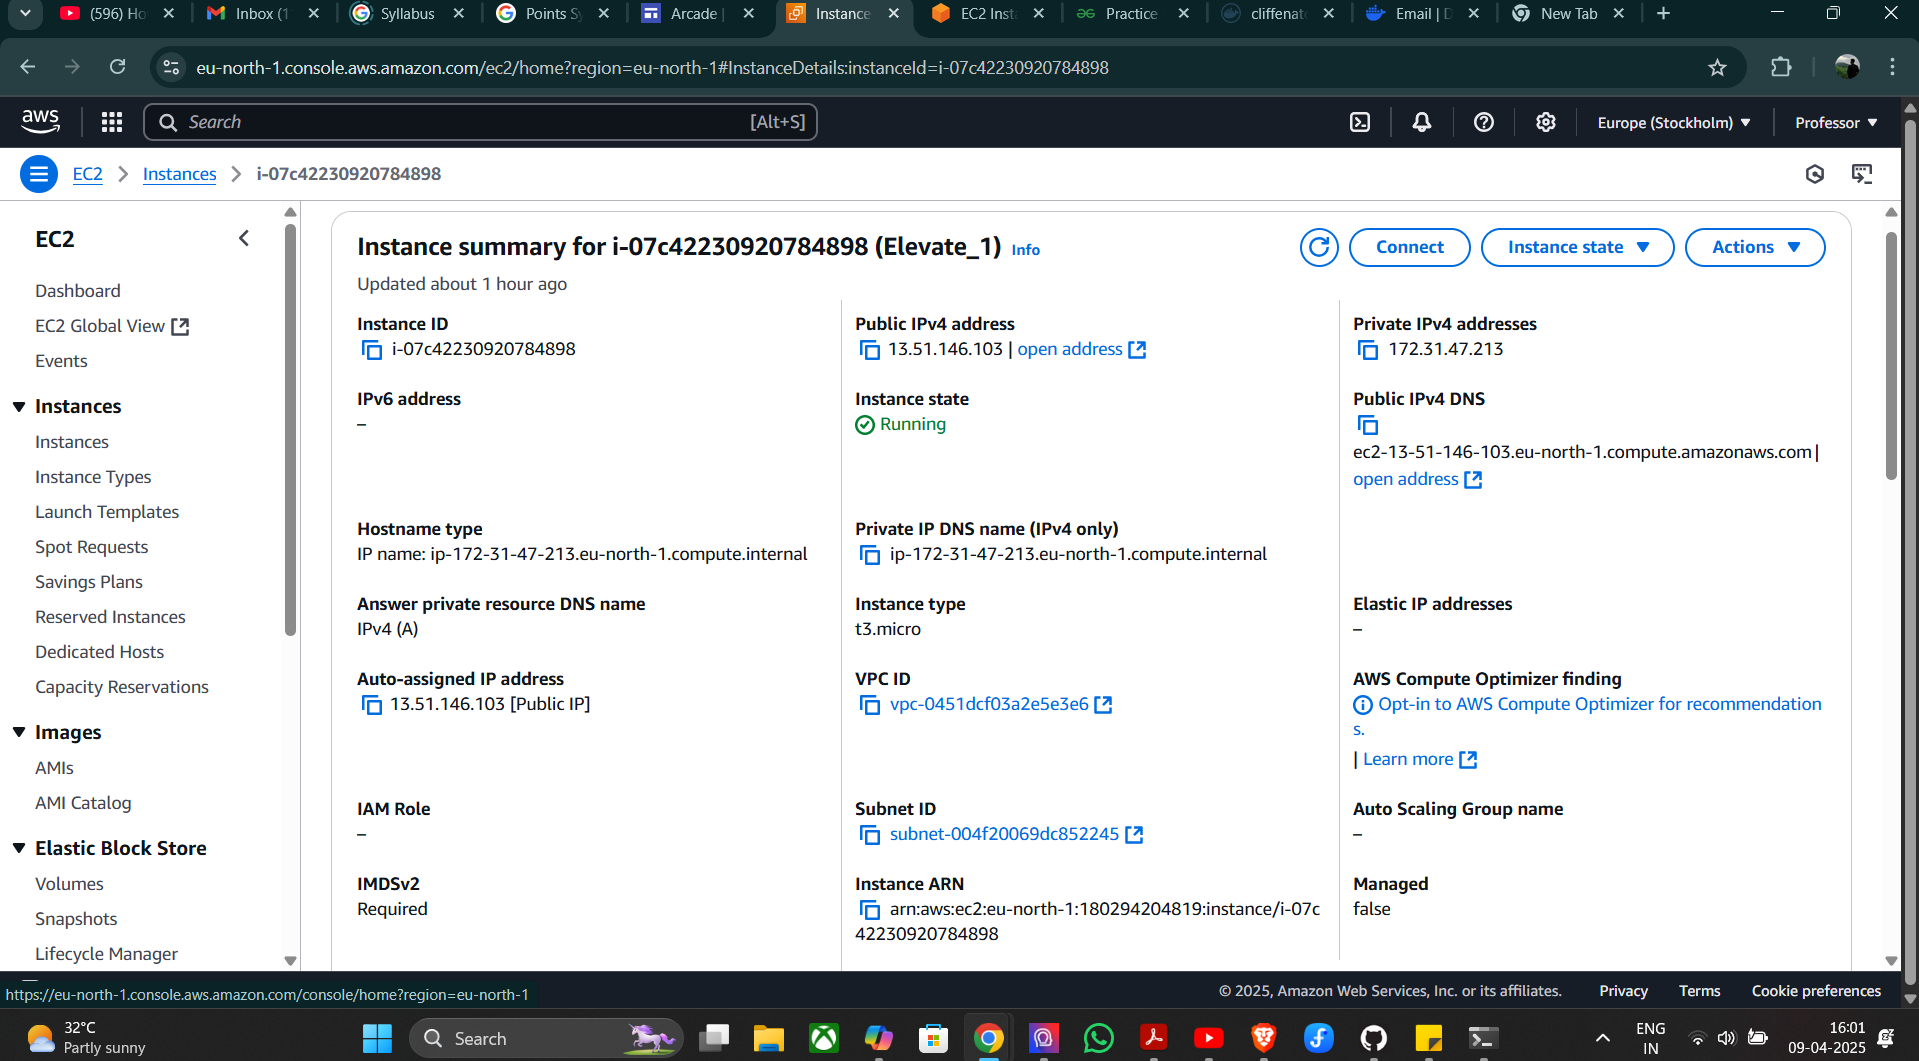 (596) Ho
Inbox (1
Syllabus
Points Sy
Arcade |
Instance
EC2 Inst
Practice
cliffenat
Email | D
New Tab
eu-north-1.console.aws.amazon.com/ec2/home?region=eu-north-1#InstanceDetails:instanceId=i-07c42230920784898
aws
Search
[Alt+S]
Europe (Stockholm)
Professor
EC2
Instances
i-07c42230920784898
EC2
Dashboard
EC2 Global View
Events
Instances
Instances
Instance Types
Launch Templates
Spot Requests
Savings Plans
Reserved Instances
Dedicated Hosts
Capacity Reservations
Images
AMIs
AMI Catalog
Elastic Block Store
Volumes
Snapshots
Lifecycle Manager
Instance summary for i-07c42230920784898 (Elevate_1) Info
Updated about 1 hour ago
Connect
Instance state
Actions
Instance ID
i-07c42230920784898
Public IPv4 address
13.51.146.103 | open address
Private IPv4 addresses
172.31.47.213
IPv6 address
–
Instance state
Running
Public IPv4 DNS
ec2-13-51-146-103.eu-north-1.compute.amazonaws.com |
open address
Hostname type
IP name: ip-172-31-47-213.eu-north-1.compute.internal
Private IP DNS name (IPv4 only)
ip-172-31-47-213.eu-north-1.compute.internal
Answer private resource DNS name
IPv4 (A)
Instance type
t3.micro
Elastic IP addresses
–
Auto-assigned IP address
13.51.146.103 [Public IP]
VPC ID
vpc-0451dcf03a2e5e3e6
AWS Compute Optimizer finding
Opt-in to AWS Compute Optimizer for recommendation
s.
| Learn more
IAM Role
–
Subnet ID
subnet-004f20069dc852245
Auto Scaling Group name
–
IMDSv2
Required
Instance ARN
arn:aws:ec2:eu-north-1:180294204819:instance/i-07c
42230920784898
Managed
false
https://eu-north-1.console.aws.amazon.com/console/home?region=eu-north-1
© 2025, Amazon Web Services, Inc. or its affiliates.
Privacy
Terms
Cookie preferences
32°C
Partly sunny
Search
ENG
IN
16:01
09-04-2025